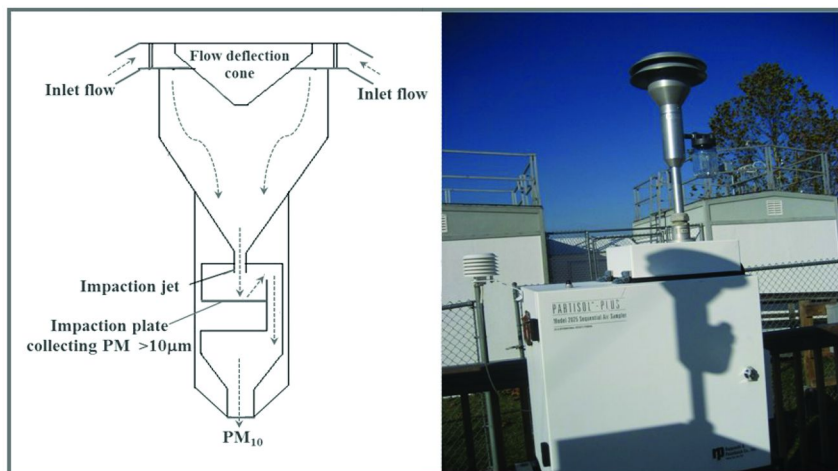 Flow deflection
cone
Inlet flow
Inlet flow
Impaction jet
Impaction plate
collecting PM >10μm
PM₁₀
PARTISOL®-PLUS
Model 2025 Sequential Air Sampler
rp